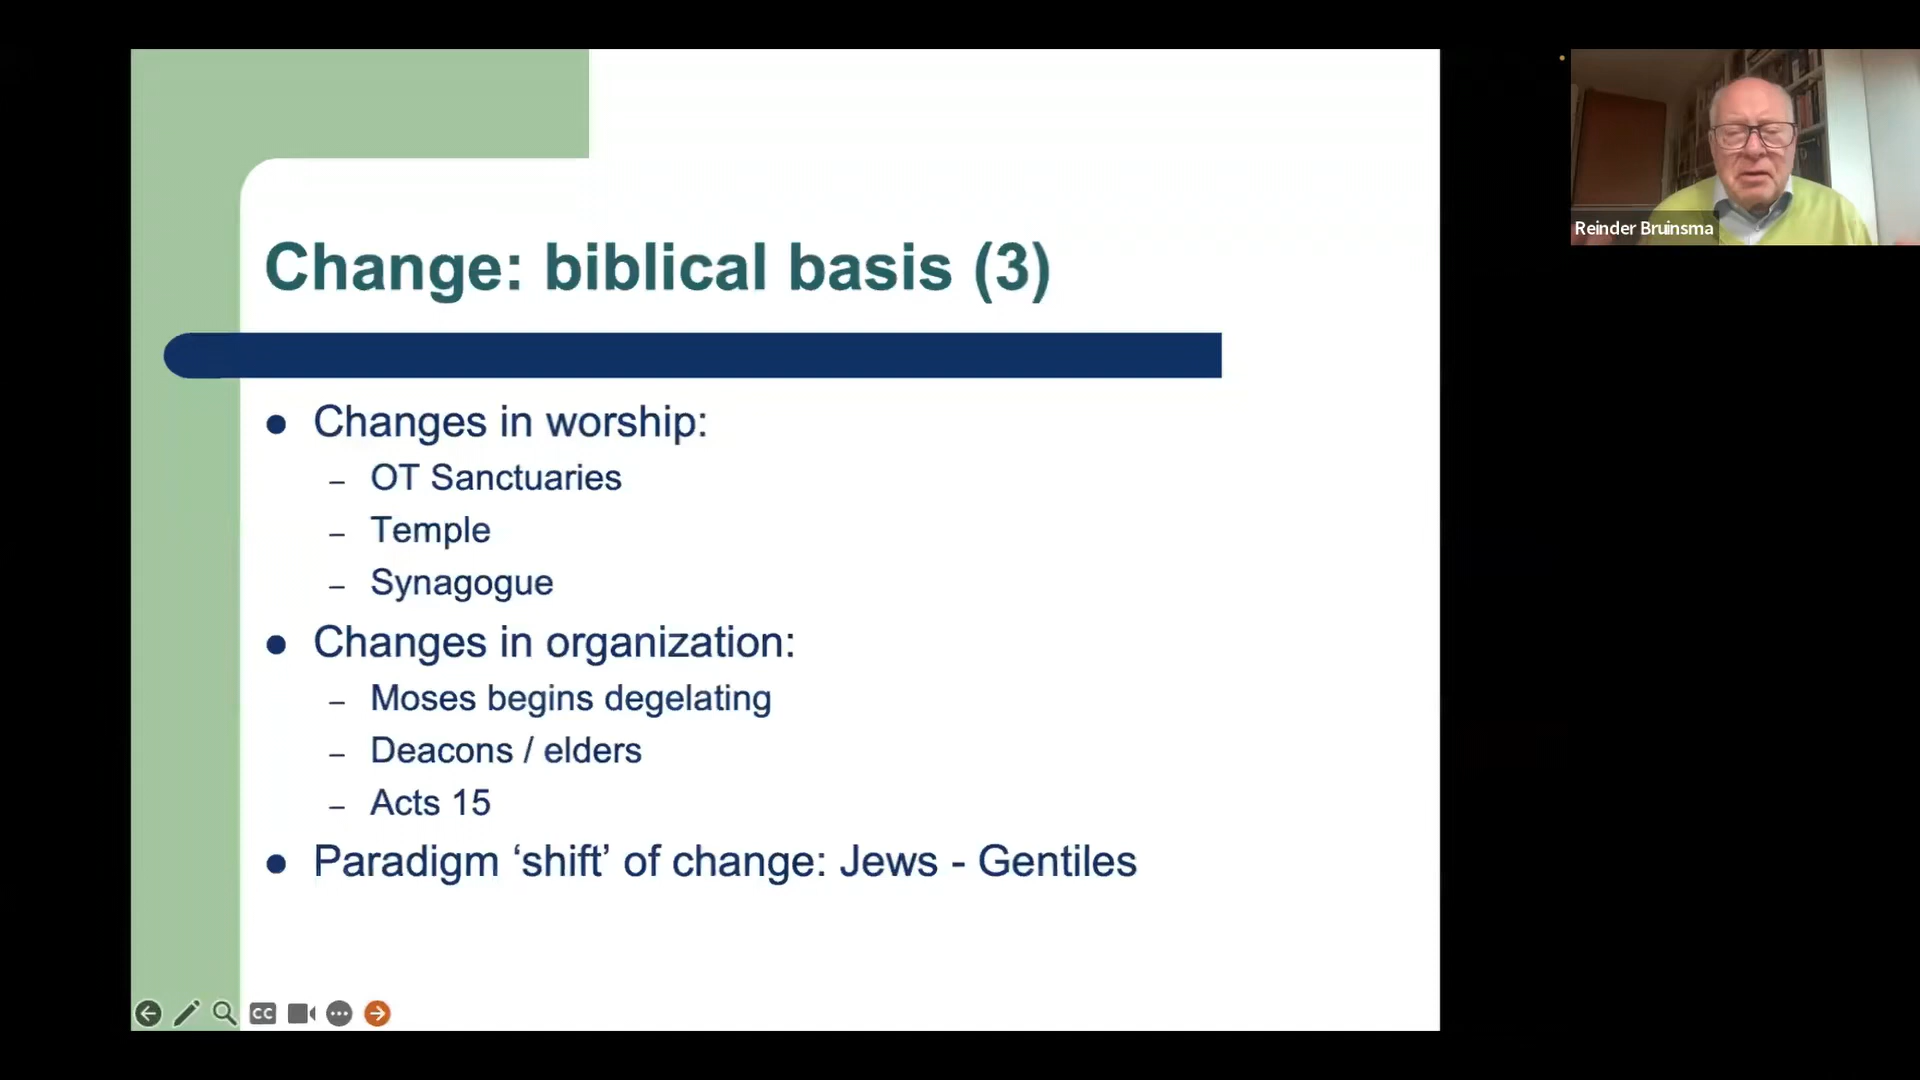 Change: biblical basis (3)
● Changes in worship:
– OT Sanctuaries
– Temple
– Synagogue
● Changes in organization:
– Moses begins degelating
– Deacons / elders
– Acts 15
● Paradigm ‘shift’ of change: Jews - Gentiles
CC
Reinder Bruinsma